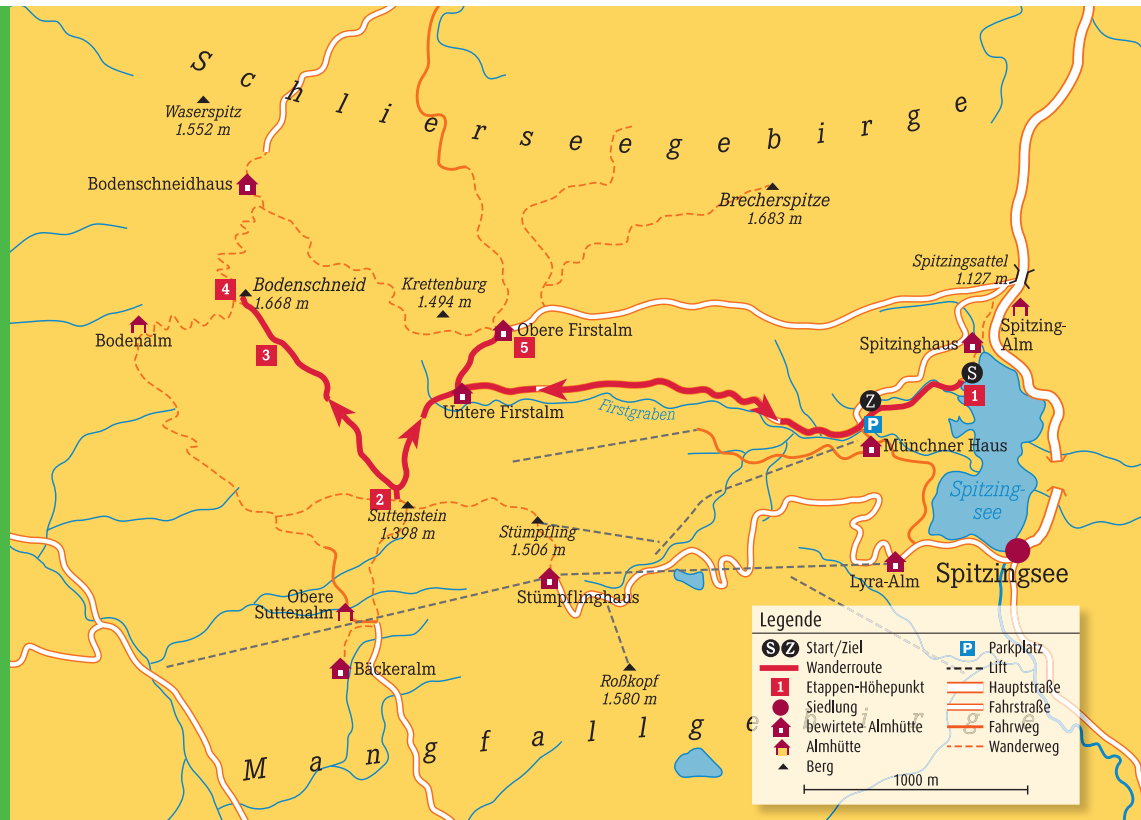 Schlierseegebirge
Waserspitz
1.552 m
Bodenschneidhaus
Brecherspitze
1.683 m
Spitzingsattel
1.127 m
4
Bodenschneid
1.668 m
Krettenburg
1.494 m
Spitzing-
Alm
Bodenalm
3
Obere Firstalm
5
Spitzinghaus
S
1
Untere Firstalm
Firstgraben
Z
P
Münchner Haus
2
Suttenstein
1.398 m
Stümpfling
1.506 m
Spitzing-
see
Spitzingsee
Lyra-Alm
Stümpflinghaus
Obere
Suttenalm
Bäckeralm
Roßkopf
1.580 m
Mangfallgebirge
Legende
S Z Start/Ziel
Wanderroute
1 Etappen-Höhepunkt
Siedlung
bewirtete Almhütte
Almhütte
Berg
P Parkplatz
Lift
Hauptstraße
Fahrstraße
Fahrweg
Wanderweg
1000 m